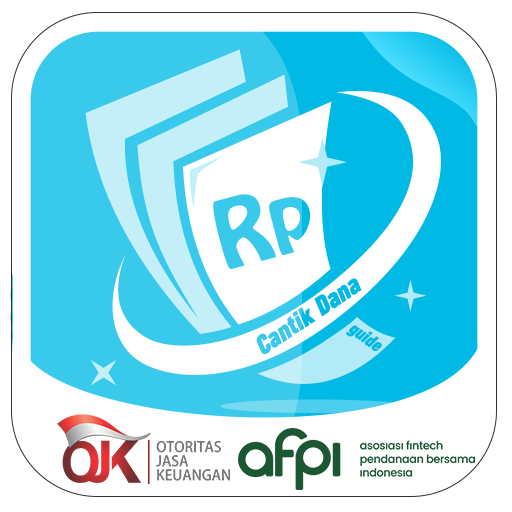 Rp
Cantik Dana
guide
OJK
OTORITAS
JASA
KEUANGAN
afpi
asosiasi fintech
pendanaan bersama
indonesia